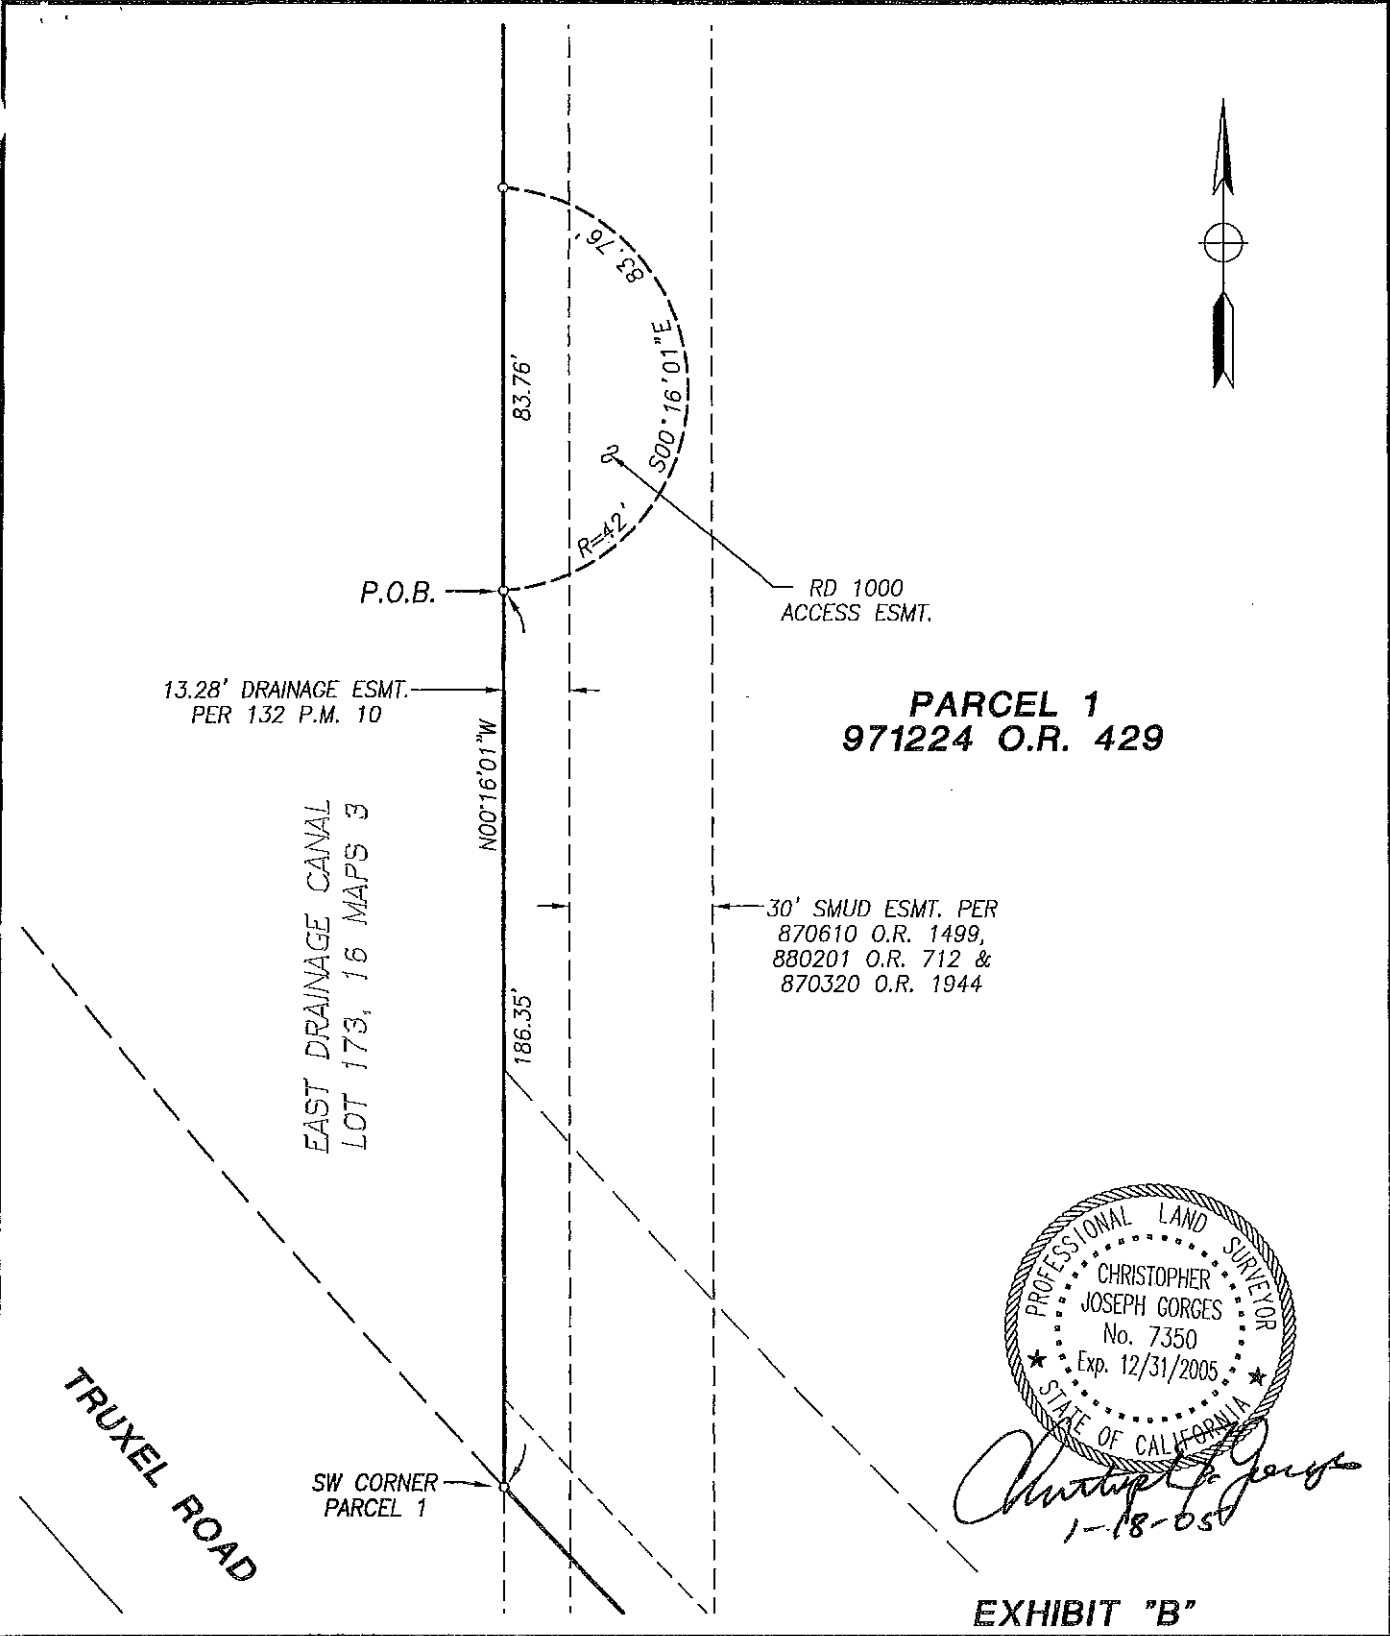 83.76'
83.76'
S00°16'01"E
R=42'
P.O.B.
RD 1000
ACCESS ESMT.
13.28' DRAINAGE ESMT.
PER 132 P.M. 10
PARCEL 1
971224 O.R. 429
N00°16'01"W
EAST DRAINAGE CANAL
LOT 173, 16 MAPS 3
30' SMUD ESMT. PER
870610 O.R. 1499,
880201 O.R. 712 &
870320 O.R. 1944
186.35'
PROFESSIONAL LAND SURVEYOR
CHRISTOPHER
JOSEPH GORGES
No. 7350
Exp. 12/31/2005
STATE OF CALIFORNIA
1-18-05
TRUXEL ROAD
SW CORNER
PARCEL 1
EXHIBIT "B"